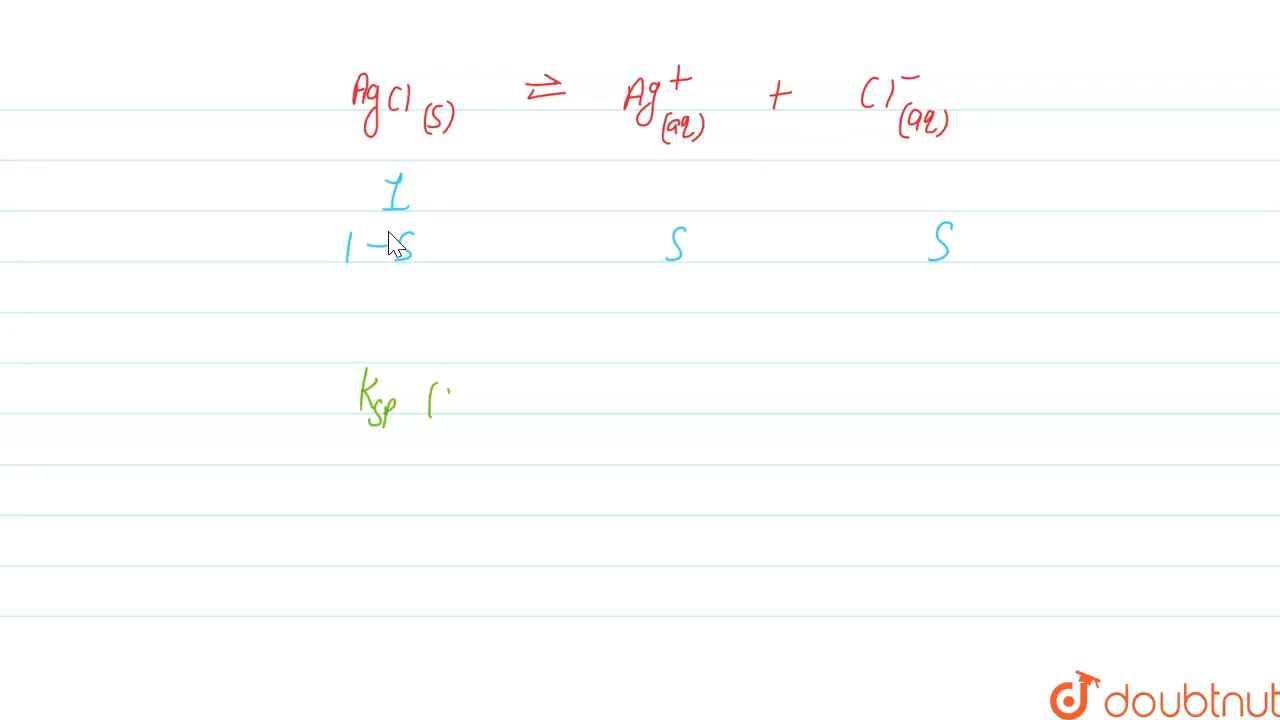 AgCl (s) ⇌ Ag⁺ (aq) + Cl⁻ (aq)
1
1 − s s s
Ksp (
doubtnut